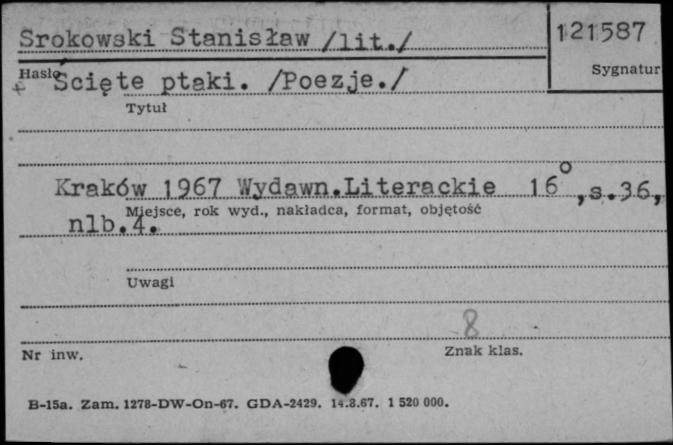 Srokowski Stanisław /lit./
121587
Hasło
Sygnatur
Ścięte ptaki. /Poezje./
Tytuł
Kraków 1967 Wydawn.Literackie 16°,s.36,
Miejsce, rok wyd., nakładca, format, objętość
nlb.4.
Uwagi
8
Nr inw.
Znak klas.
B-15a. Zam. 1278-DW-On-67. GDA-2429. 14.8.67. 1 520 000.